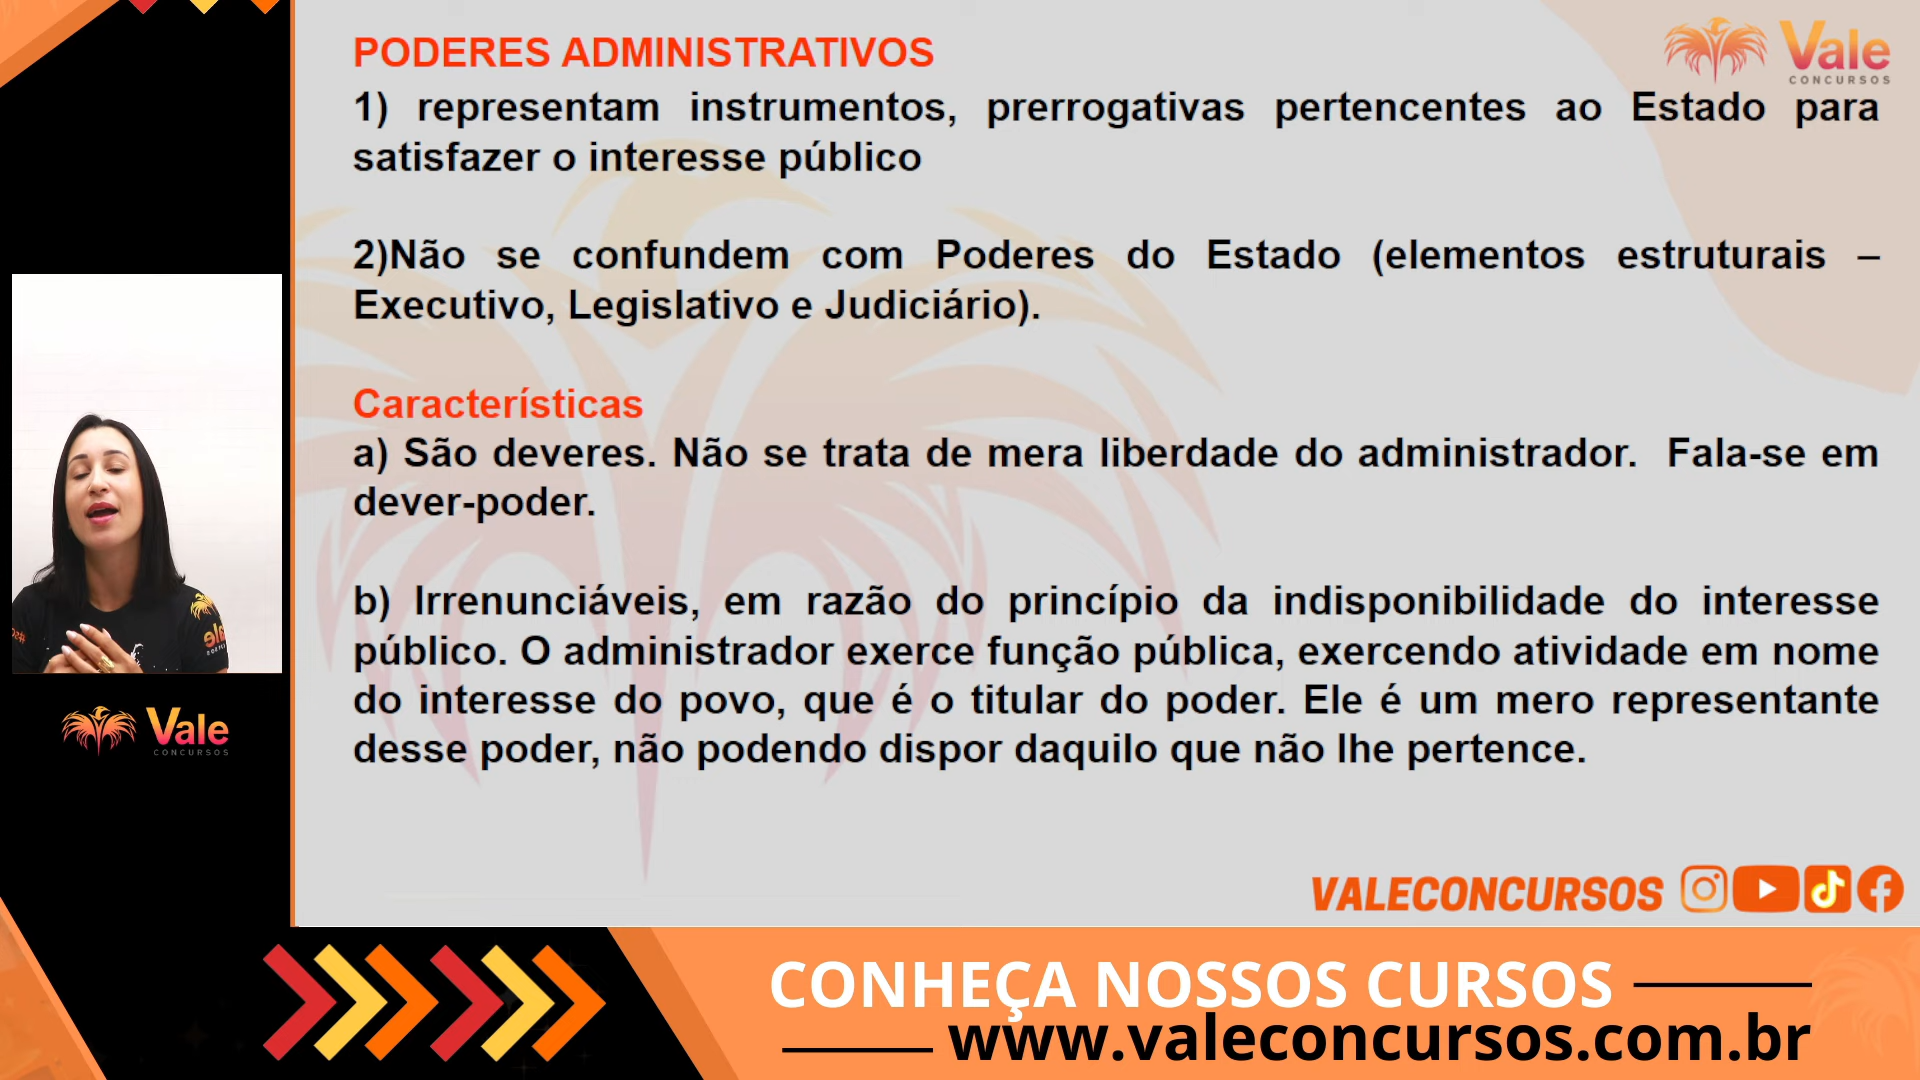 PODERES ADMINISTRATIVOS
Vale
CONCURSOS
1) representam instrumentos, prerrogativas pertencentes ao Estado para
satisfazer o interesse público
2)Não se confundem com Poderes do Estado (elementos estruturais –
Executivo, Legislativo e Judiciário).
Características
a) São deveres. Não se trata de mera liberdade do administrador. Fala-se em
dever-poder.
b) Irrenunciáveis, em razão do princípio da indisponibilidade do interesse
público. O administrador exerce função pública, exercendo atividade em nome
do interesse do povo, que é o titular do poder. Ele é um mero representante
desse poder, não podendo dispor daquilo que não lhe pertence.
Vale
CONCURSOS
VALECONCURSOS
CONHEÇA NOSSOS CURSOS
www.valeconcursos.com.br